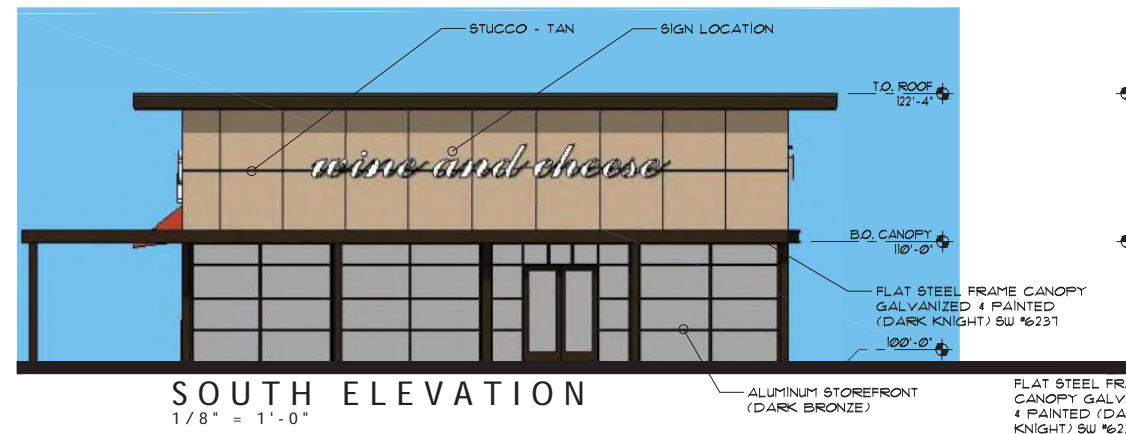 STUCCO - TAN
SIGN LOCATION
T.O. ROOF
122'-4"
wine and cheese
B.O. CANOPY
110'-0"
FLAT STEEL FRAME CANOPY
GALVANIZED & PAINTED
(DARK KNIGHT) SW #6237
100'-0"
ALUMINUM STOREFRONT
(DARK BRONZE)
SOUTH ELEVATION
1/8" = 1'-0"
FLAT STEEL FRA
CANOPY GALV
& PAINTED (DA
KNIGHT) SW #62